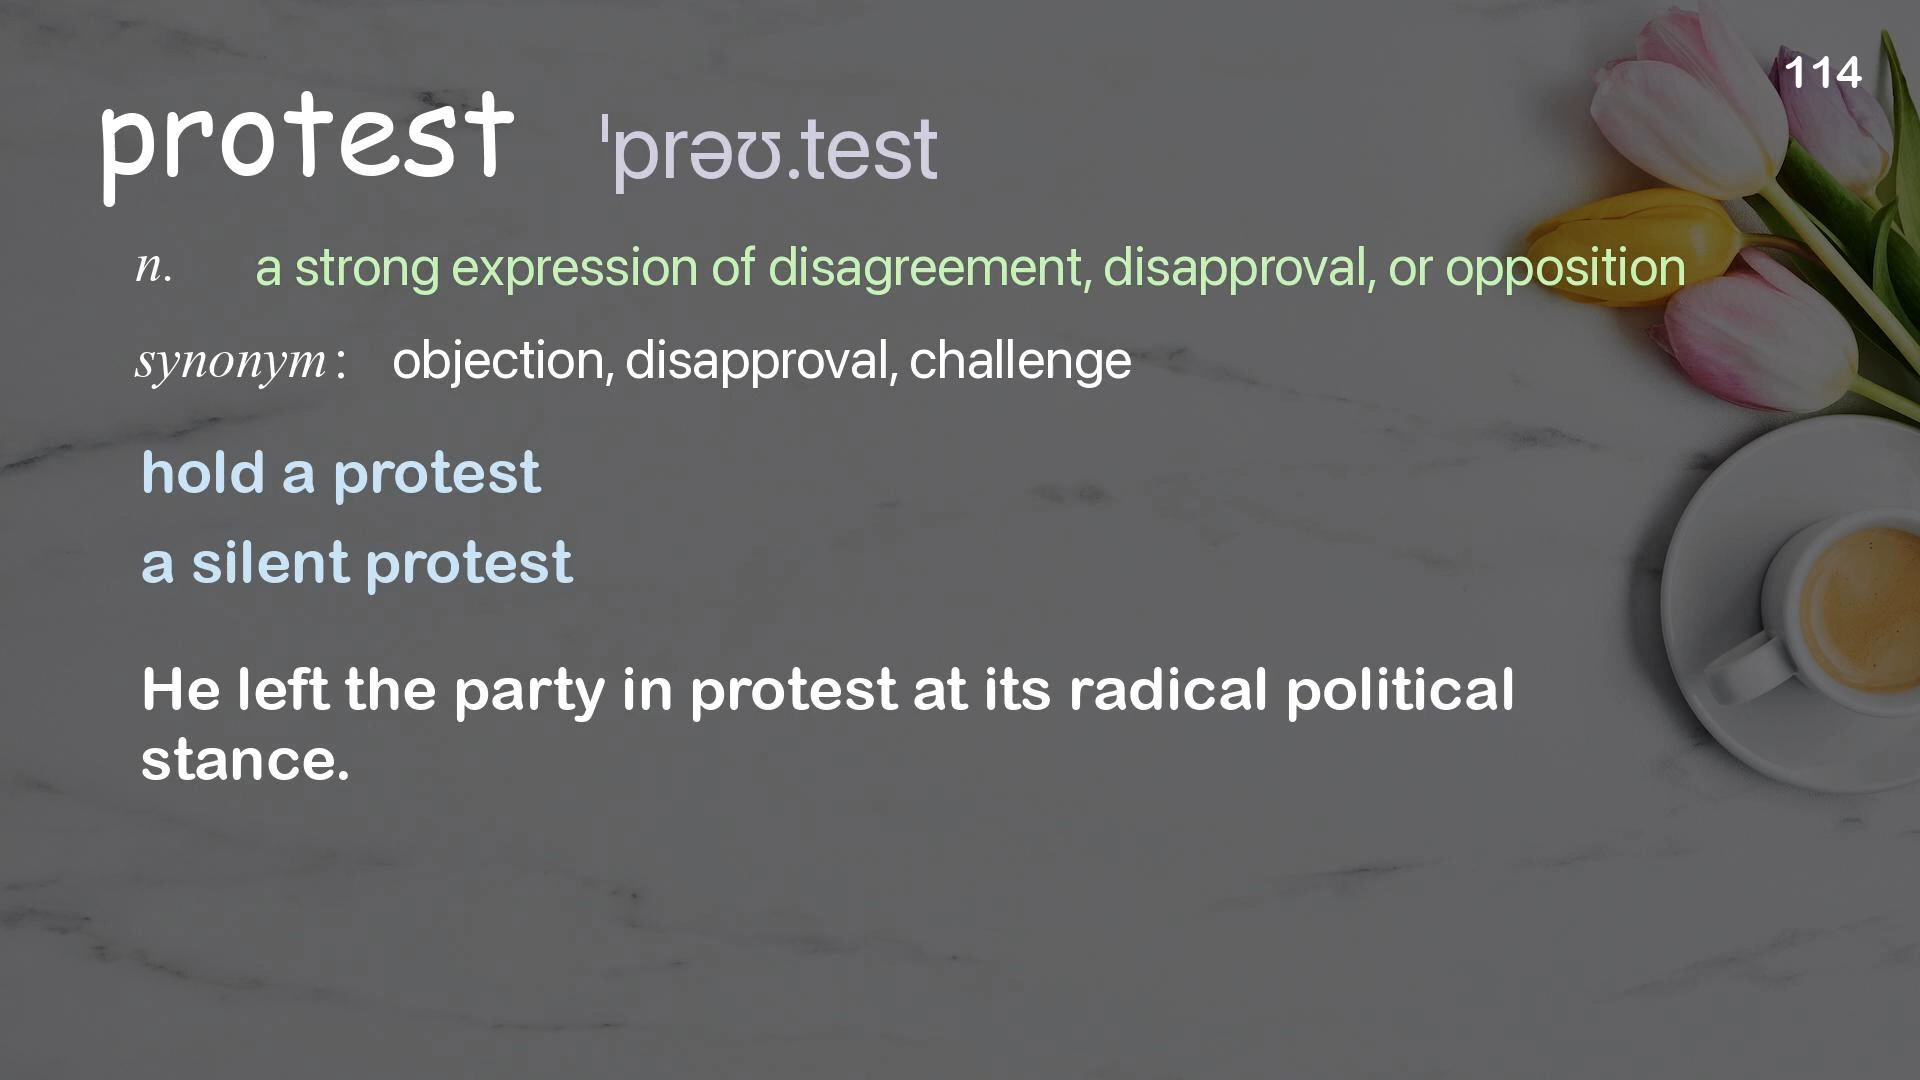 114
protest ˈprəʊ.test
n. a strong expression of disagreement, disapproval, or opposition
synonym: objection, disapproval, challenge
hold a protest
a silent protest
He left the party in protest at its radical political
stance.